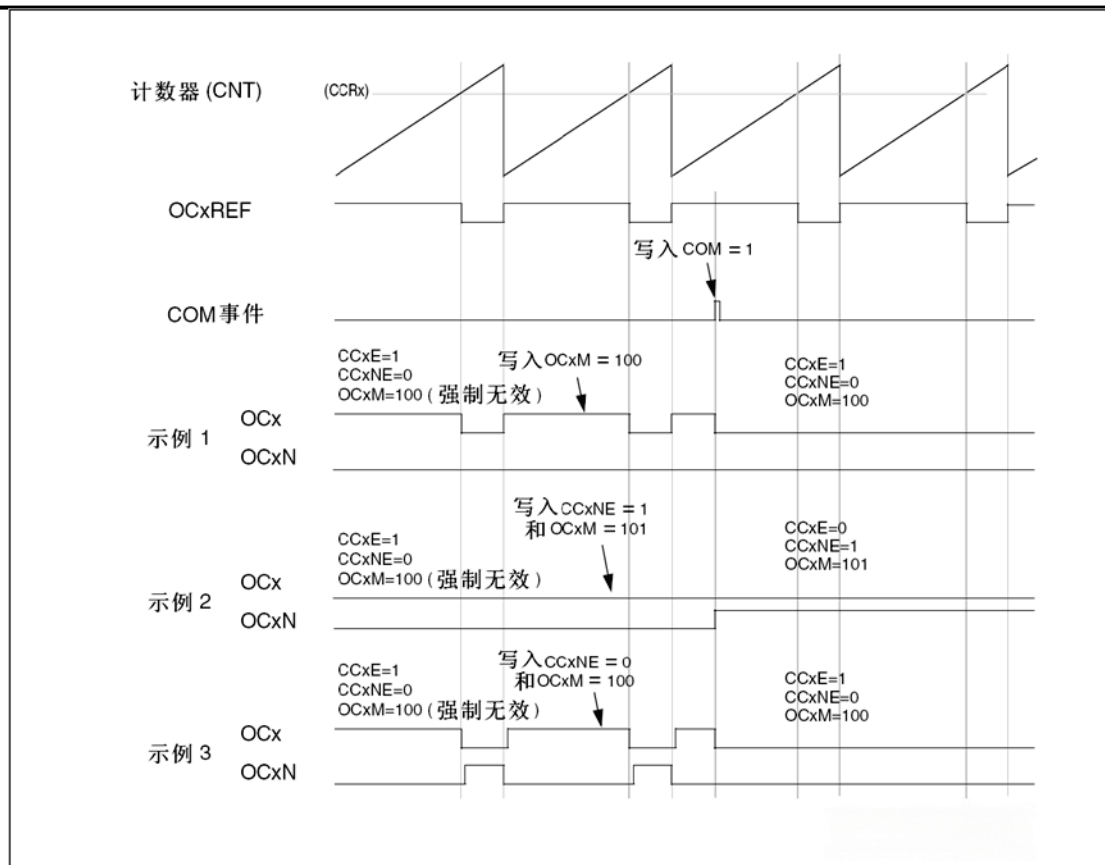 计数器 (CNT)
(CCRx)
OCxREF
写入 COM = 1
COM 事件
CCxE=1
CCxNE=0
OCxM=100 ( 强制无效 )
写入 OCxM = 100
CCxE=1
CCxNE=0
OCxM=100
示例 1
OCx
OCxN
写入 CCxNE = 1
和 OCxM = 101
CCxE=1
CCxNE=0
OCxM=100 ( 强制无效 )
CCxE=0
CCxNE=1
OCxM=101
示例 2
OCx
OCxN
写入 CCxNE = 0
和 OCxM = 100
CCxE=1
CCxNE=0
OCxM=100 ( 强制无效 )
CCxE=1
CCxNE=0
OCxM=100
示例 3
OCx
OCxN